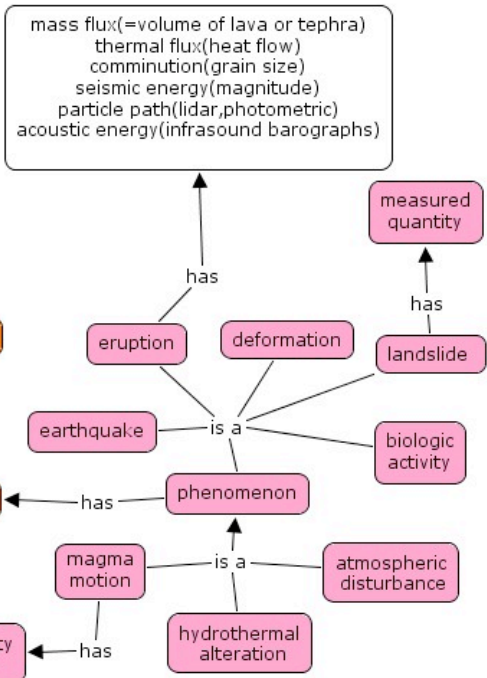 mass flux(=volume of lava or tephra)
thermal flux(heat flow)
comminution(grain size)
seismic energy(magnitude)
particle path(lidar,photometric)
acoustic energy(infrasound barographs)
measured
quantity
has
has
eruption
deformation
landslide
earthquake
is a
biologic
activity
phenomenon
has
magma
motion
is a
atmospheric
disturbance
hydrothermal
alteration
has